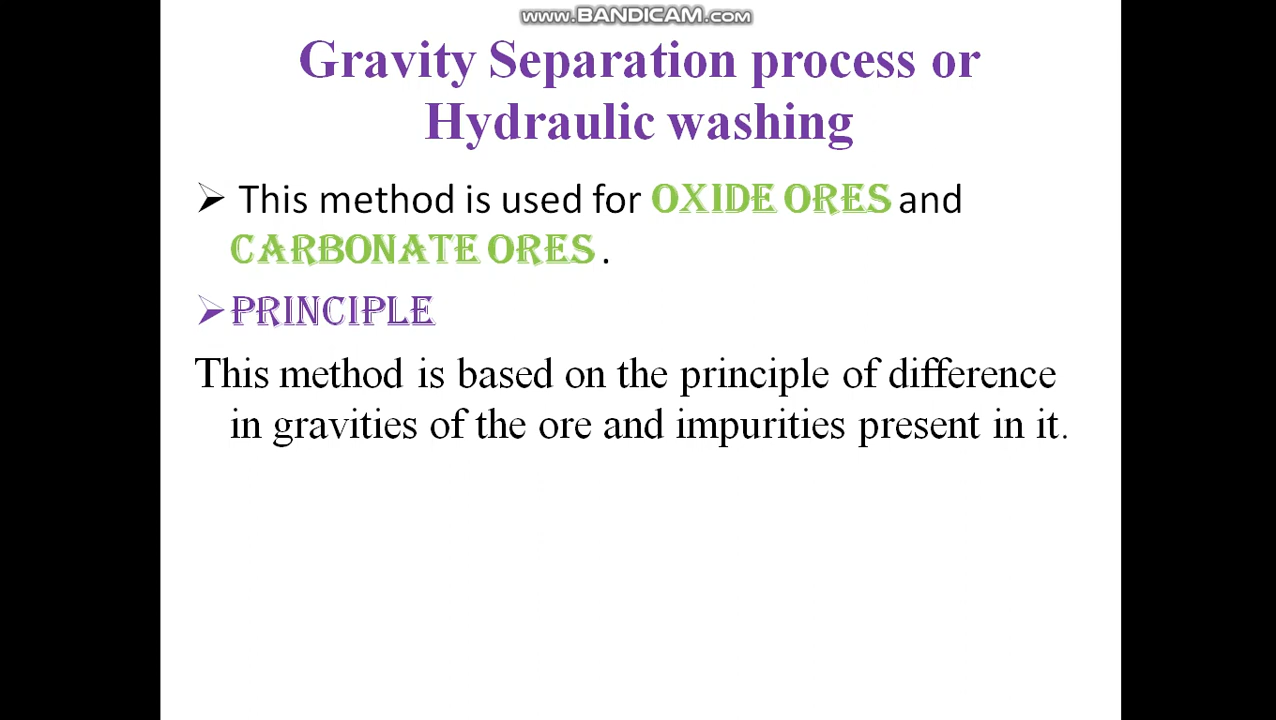 www.BANDICAM.com
Gravity Separation process or
Hydraulic washing
➢ This method is used for OXIDE ORES and
CARBONATE ORES .
➢PRINCIPLE
This method is based on the principle of difference
in gravities of the ore and impurities present in it.